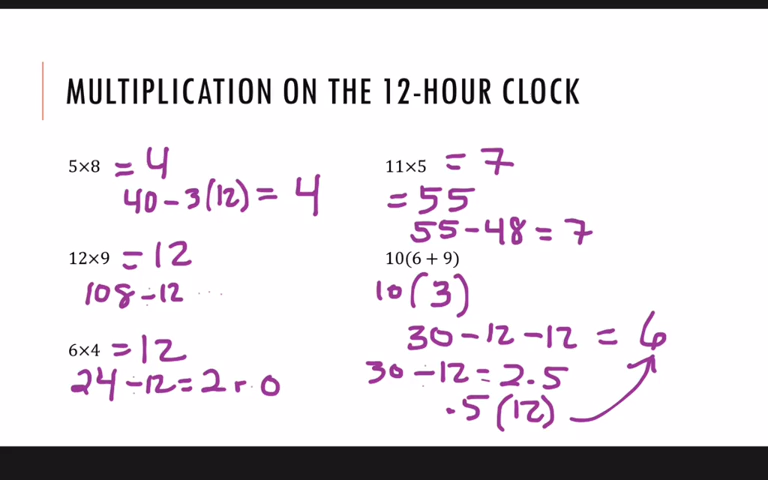 MULTIPLICATION ON THE 12-HOUR CLOCK
5×8 = 4
40 - 3(12) = 4
12×9 = 12
108 ÷ 12 ...
6×4 = 12
24 ÷ 12 = 2 r 0
11×5 = 7
= 55
55 - 48 = 7
10(6 + 9)
10(3)
30 - 12 - 12 = 6
30 ÷ 12 = 2.5
.5(12)